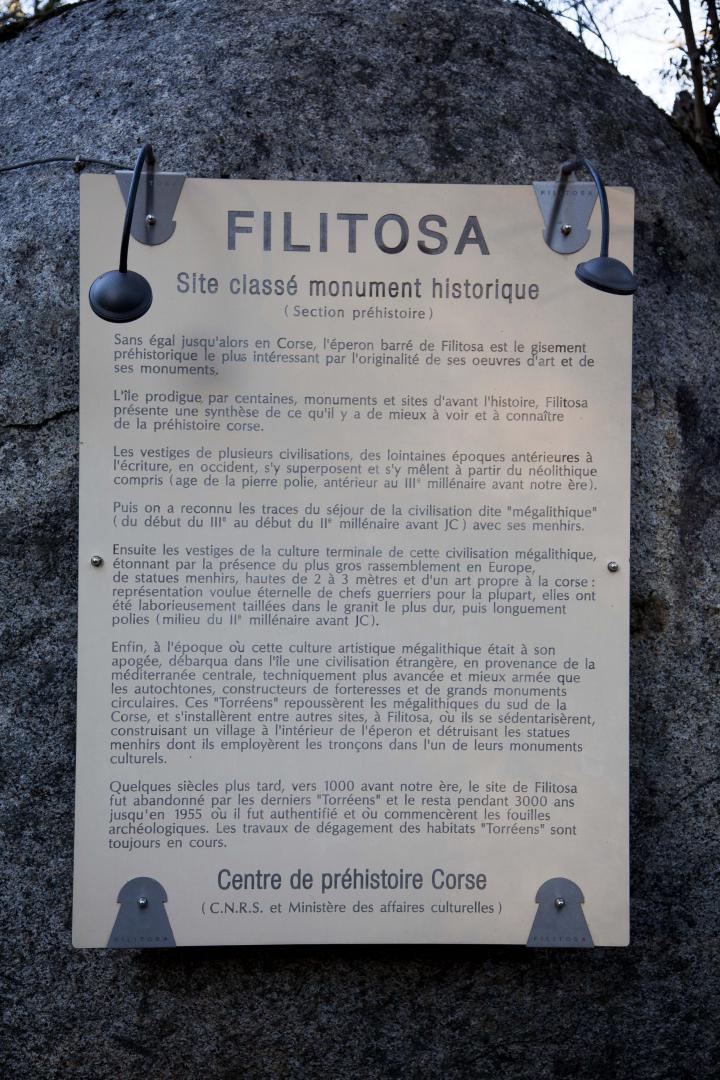 FILITOSA
FILITOSA
FILITOSA
Site classé monument historique
(Section préhistoire)
Sans égal jusqu'alors en Corse, l'éperon barré de Filitosa est le gisement
préhistorique le plus intéressant par l'originalité de ses oeuvres d'art et de
ses monuments.
L'île prodigue par centaines, monuments et sites d'avant l'histoire, Filitosa
présente une synthèse de ce qu'il y a de mieux à voir et à connaître
de la préhistoire corse.
Les vestiges de plusieurs civilisations, des lointaines époques antérieures à
l'écriture, en occident, s'y superposent et s'y mêlent à partir du néolithique
compris (age de la pierre polie, antérieur au IIIe millénaire avant notre ère).
Puis on a reconnu les traces du séjour de la civilisation dite "mégalithique"
(du début du IIIe au début du IIe millénaire avant JC) avec ses menhirs.
Ensuite les vestiges de la culture terminale de cette civilisation mégalithique,
étonnant par la présence du plus gros rassemblement en Europe,
de statues menhirs, hautes de 2 à 3 mètres et d'un art propre à la corse :
représentation voulue éternelle de chefs guerriers pour la plupart, elles ont
été laborieusement taillées dans le granit le plus dur, puis longuement
polies (milieu du IIe millénaire avant JC).
Enfin, à l'époque où cette culture artistique mégalithique était à son
apogée, débarqua dans l'île une civilisation étrangère, en provenance de la
méditerranée centrale, techniquement plus avancée et mieux armée que
les autochtones, constructeurs de forteresses et de grands monuments
circulaires. Ces "Torréens" repoussèrent les mégalithiques du sud de la
Corse, et s'installèrent entre autres sites, à Filitosa, où ils se sédentarisèrent,
construisant un village à l'intérieur de l'éperon et détruisant les statues
menhirs dont ils employèrent les tronçons dans l'un de leurs monuments
culturels.
Quelques siècles plus tard, vers 1000 avant notre ère, le site de Filitosa
fut abandonné par les derniers "Torréens" et le resta pendant 3000 ans
jusqu'en 1955 où il fut authentifié et où commencèrent les fouilles
archéologiques. Les travaux de dégagement des habitats "Torréens" sont
toujours en cours.
Centre de préhistoire Corse
(C.N.R.S. et Ministère des affaires culturelles)
FILITOSA
FILITOSA